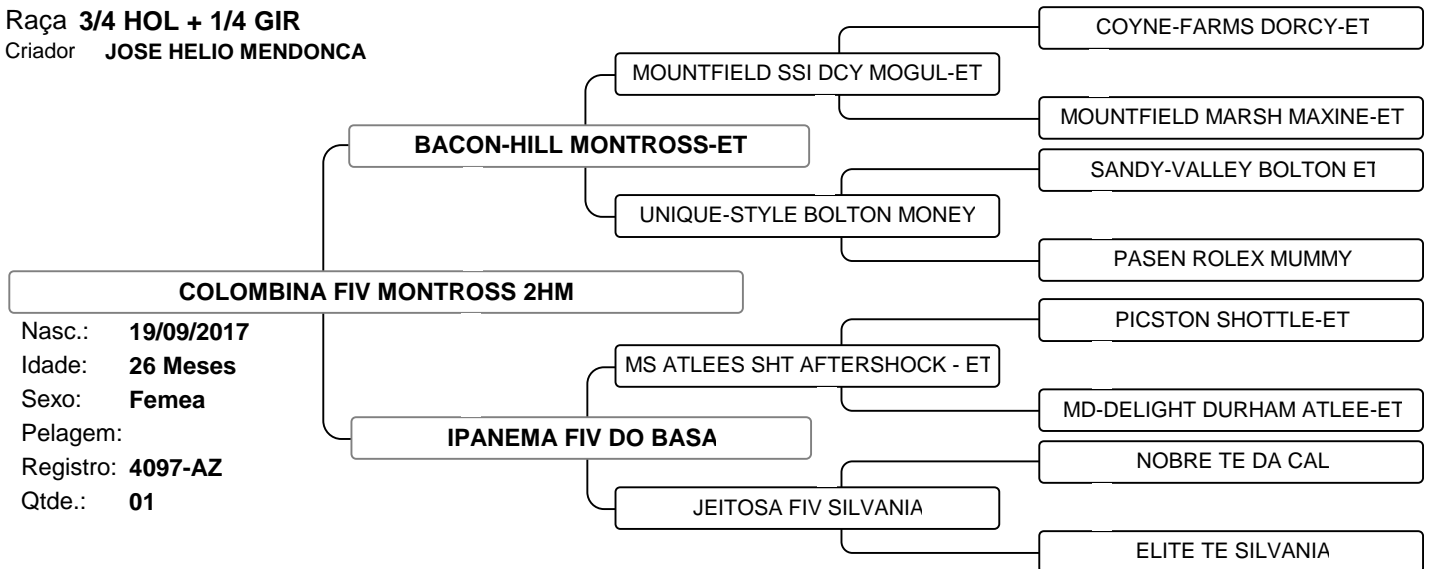 Raça 3/4 HOL + 1/4 GIR
Criador JOSE HELIO MENDONCA
COYNE-FARMS DORCY-ET
MOUNTFIELD SSI DCY MOGUL-ET
MOUNTFIELD MARSH MAXINE-ET
BACON-HILL MONTROSS-ET
SANDY-VALLEY BOLTON ET
UNIQUE-STYLE BOLTON MONEY
PASEN ROLEX MUMMY
COLOMBINA FIV MONTROSS 2HM
Nasc.: 19/09/2017
Idade: 26 Meses
Sexo: Femea
Pelagem:
Registro: 4097-AZ
Qtde.: 01
PICSTON SHOTTLE-ET
MS ATLEES SHT AFTERSHOCK - ET
MD-DELIGHT DURHAM ATLEE-ET
IPANEMA FIV DO BASA
NOBRE TE DA CAL
JEITOSA FIV SILVANIA
ELITE TE SILVANIA